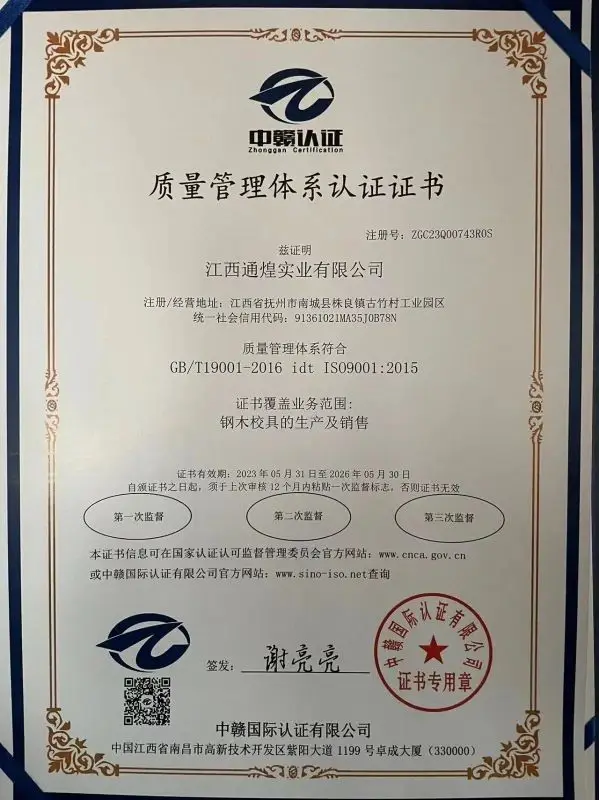 中赣认证
Zhonggan Certification
质量管理体系认证证书
注册号：ZGC23Q00743R0S
兹证明
江西通煌实业有限公司
注册/经营地址：江西省抚州市南城县株良镇古竹村工业园区
统一社会信用代码：91361021MA35J0B78N
质量管理体系符合
GB/T19001-2016 idt ISO9001:2015
证书覆盖业务范围：
钢木校具的生产及销售
证书有效期：2023年05月31日至2026年05月30日
自颁证书之日起，须于上次审核12个月内粘贴一次监督标志，否则证书无效
第一次监督 第二次监督 第三次监督
本证书信息可在国家认证认可监督管理委员会官方网站：www.cnca.gov.cn
或中赣国际认证有限公司官方网站：www.sino-iso.net查询
签发：谢亮亮
中赣国际认证有限公司
证书专用章
中赣国际认证有限公司
中国江西省南昌市高新技术开发区紫阳大道1199号卓成大厦（330000）